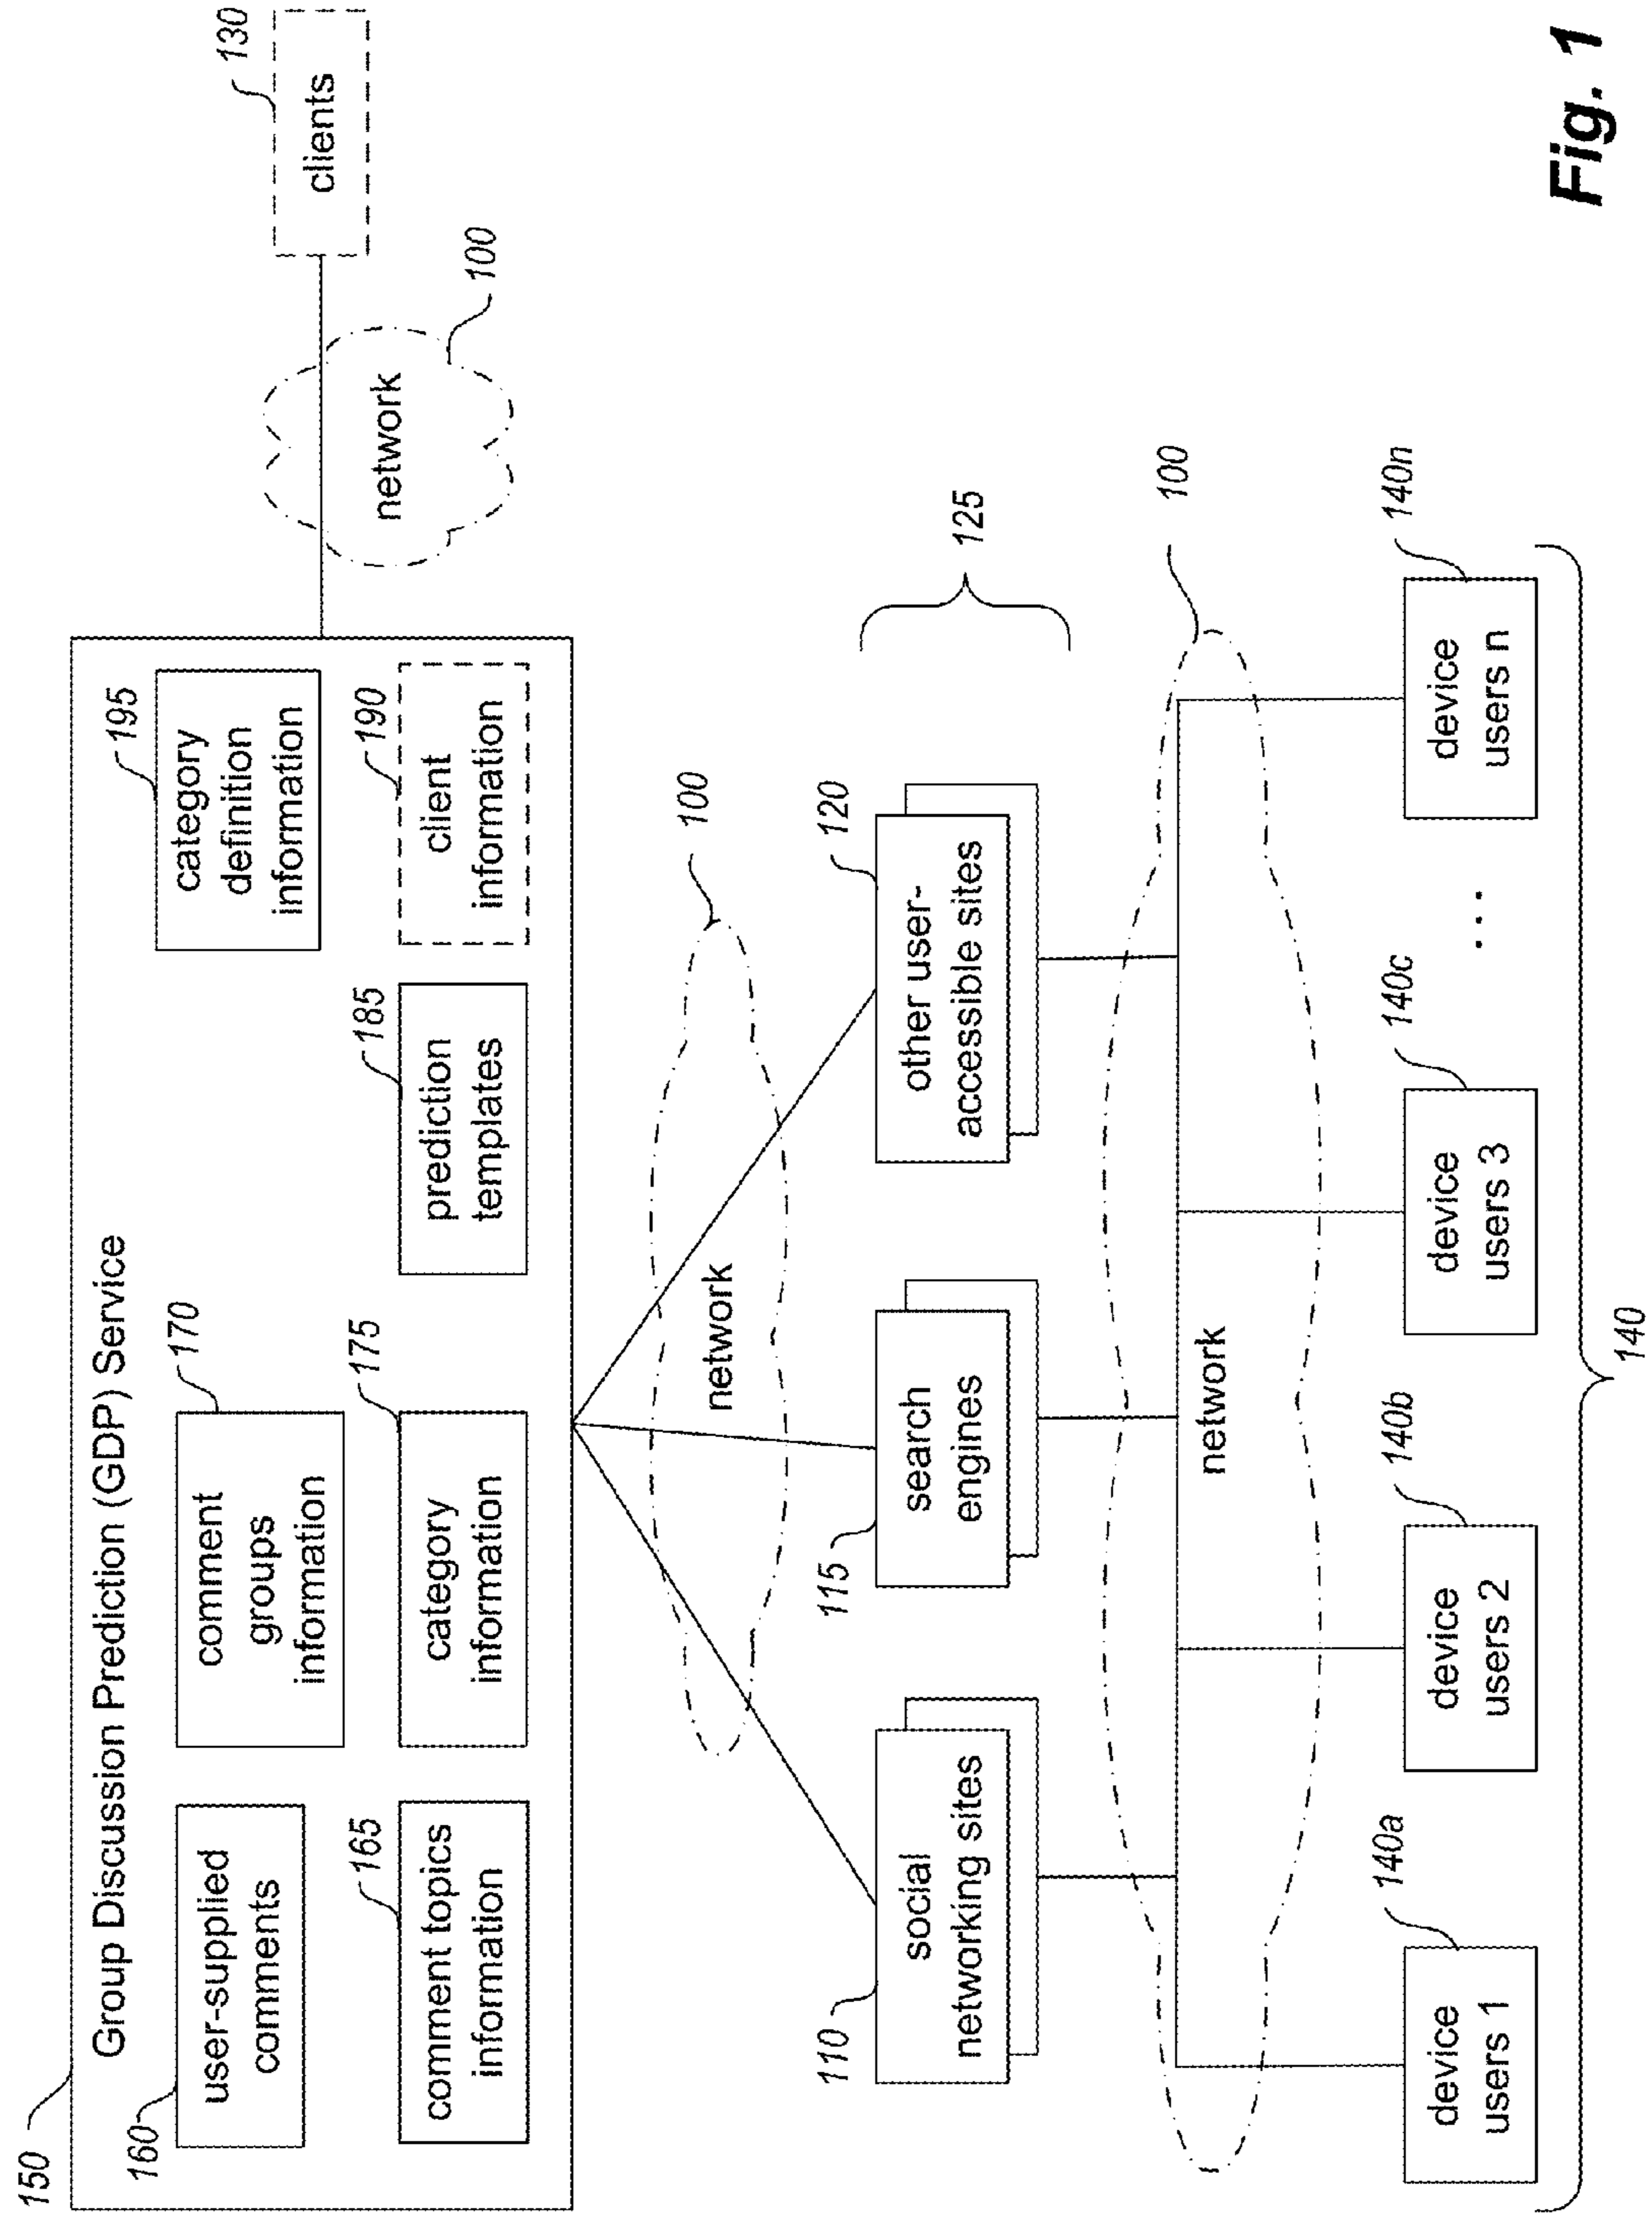 150
Group Discussion Prediction (GDP) Service
160
user-supplied
comments
170
comment
groups
information
195
category
definition
information
165
comment topics
information
175
category
information
185
prediction
templates
190
client
information
130
clients
network
100
100
network
110
social
networking sites
115
search
engines
120
other user-
accessible sites
125
network
100
140a
device
users 1
140b
device
users 2
140c
device
users 3
...
140n
device
users n
140
Fig. 1